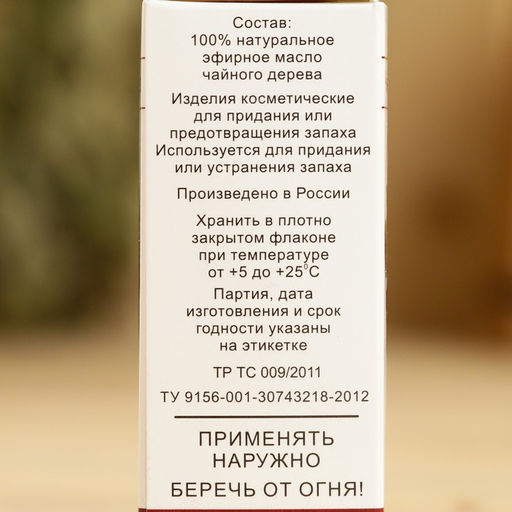 Состав:
100% натуральное
эфирное масло
чайного дерева
Изделия косметические
для придания или
предотвращения запаха
Используется для придания
или устранения запаха
Произведено в России
Хранить в плотно
закрытом флаконе
при температуре
от +5 до +25°С
Партия, дата
изготовления и срок
годности указаны
на этикетке
ТР ТС 009/2011
ТУ 9156-001-30743218-2012
ПРИМЕНЯТЬ
НАРУЖНО
БЕРЕЧЬ ОТ ОГНЯ!